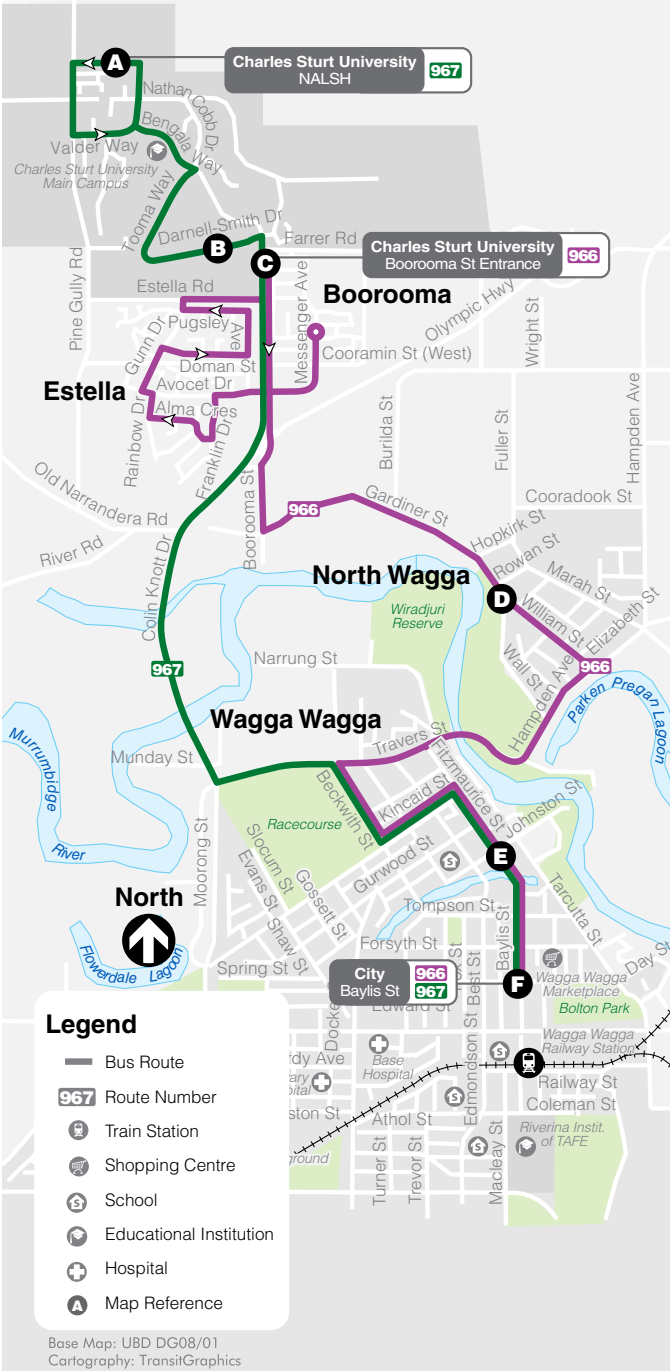 A
Charles Sturt University
NALSH
967
Nathan Cobb Dr
Bengala Way
Valder Way
Charles Sturt University
Main Campus
Tooma Way
Darnell-Smith Dr
B
Farrer Rd
C
Charles Sturt University
Boorooma St Entrance
966
Pine Gully Rd
Estella Rd
Messenger Ave
Boorooma
Olympic Hwy
Wright St
Pugsley
Ave
Gunn Dr
Cooramin St (West)
Doman St
Estella
Avocet Dr
Alma Cres
Rainbow Dr
Franklin Dr
Burilda St
Fuller St
Hampden Ave
Old Narrandera Rd
Boorooma St
966
Gardiner St
Cooradook St
River Rd
Hopkirk St
Rowan St
Marah St
North Wagga
D
Colin Knott Dr
Wiradjuri
Reserve
William St
Elizabeth St
Wall St
967
Narrung St
966
Hampden Ave
Parken Pregan Lagoon
Wagga Wagga
Travers St
Murrumbidge
River
Munday St
Fitzmaurice St
Beckwith St
Kincaid St
Johnston St
Racecourse
Moorong St
Slocum St
Evans St
Gurwood St
E
Gossett St
Shaw St
Tarcutta St
North
Tompson St
Baylis St
Flowerdale Lagoon
Forsyth St
St
Best St
Day St
Spring St
City
Baylis St
966
967
F
Wagga Wagga
Marketplace
Bolton Park
Edward St
Docke
Edmondson St
Wagga Wagga
Railway Station
rdy Ave
Base
Hospital
ary
pital
Railway St
Coleman St
ston St
Athol St
Riverina Instit.
of TAFE
ground
Turner St
Trevor St
Macleay St
Legend
Bus Route
967 Route Number
Train Station
Shopping Centre
S School
Educational Institution
Hospital
A Map Reference
Base Map: UBD DG08/01
Cartography: TransitGraphics